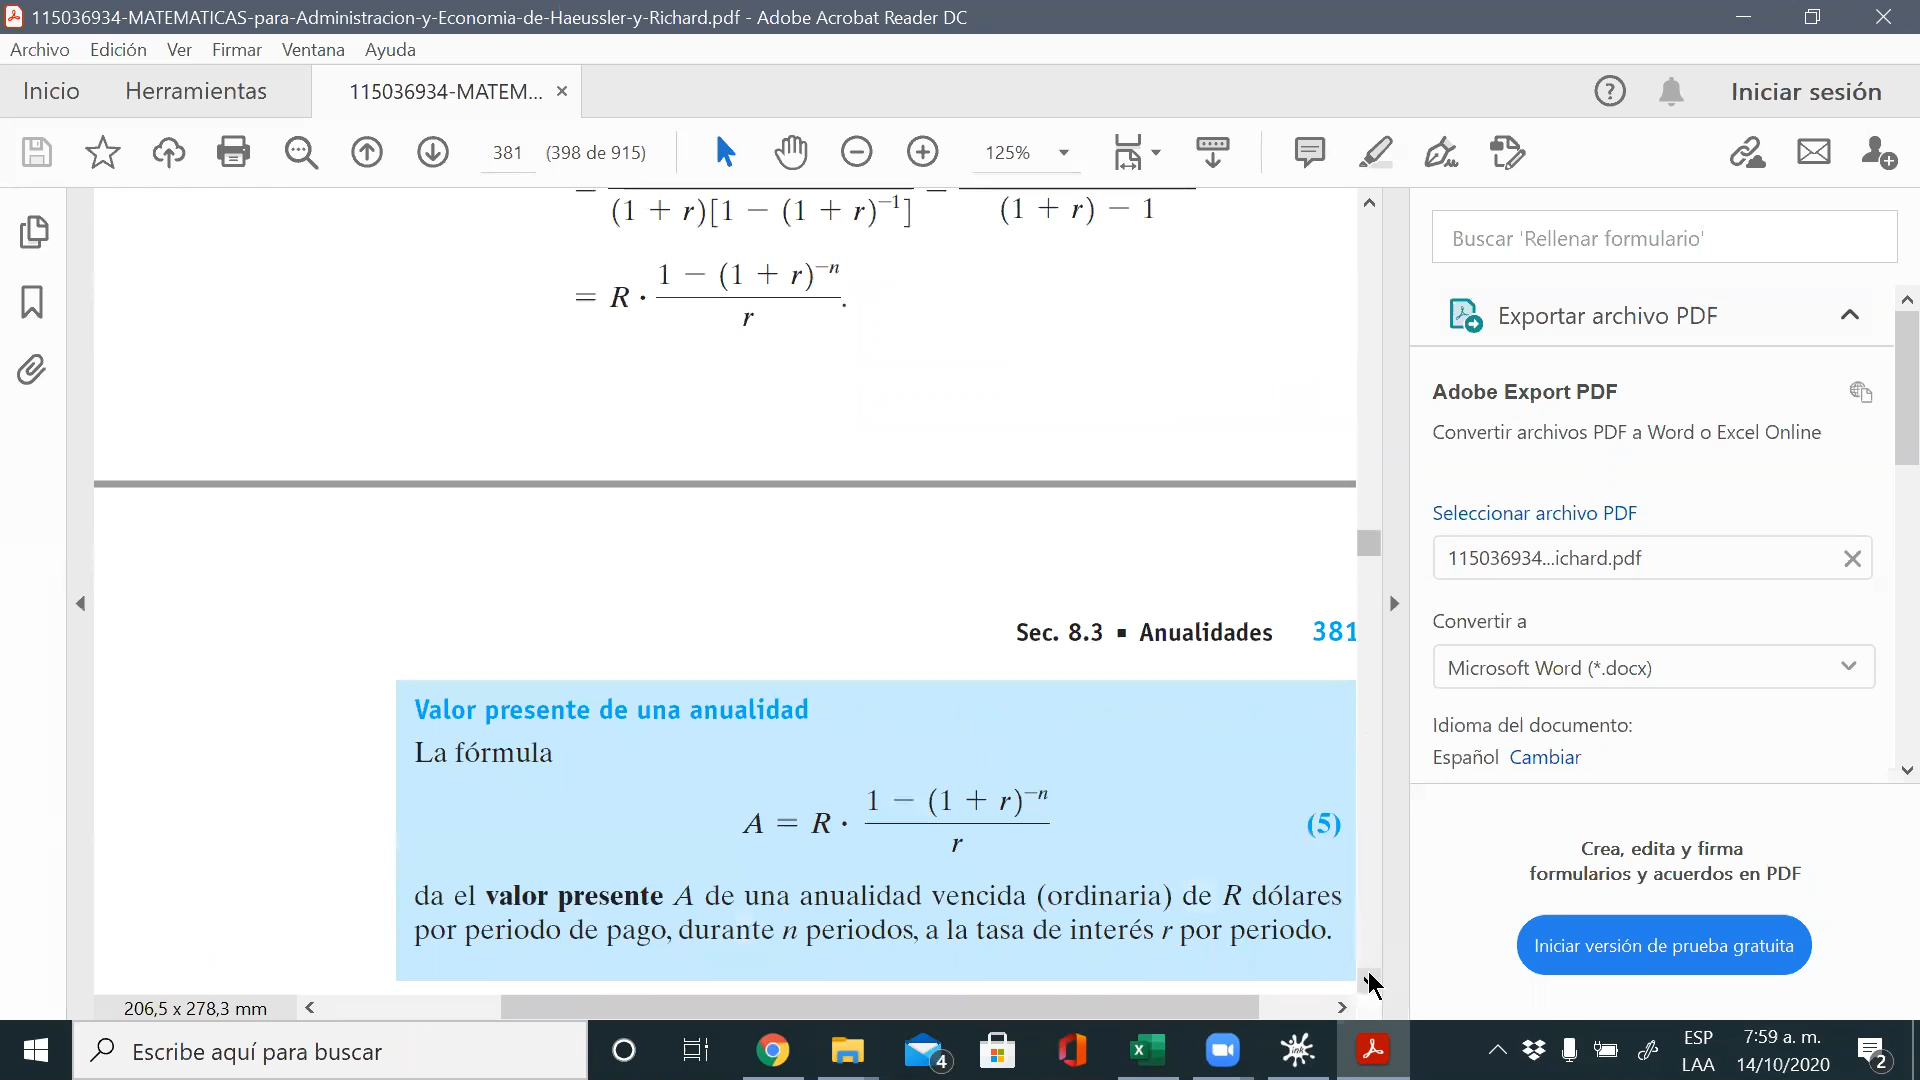 115036934-MATEMATICAS-para-Administracion-y-Economia-de-Haeussler-y-Richard.pdf - Adobe Acrobat Reader DC
Archivo Edición Ver Firmar Ventana Ayuda
Inicio Herramientas 115036934-MATEM... × Iniciar sesión
381 (398 de 915) 125%
= (1 + r)[1 − (1 + r)⁻¹] = (1 + r) − 1
= R · 1 − (1 + r)⁻ⁿ
r.
Sec. 8.3 ■ Anualidades 381
Valor presente de una anualidad
La fórmula
A = R · 1 − (1 + r)⁻ⁿ
r
(5)
da el valor presente A de una anualidad vencida (ordinaria) de R dólares
por periodo de pago, durante n periodos, a la tasa de interés r por periodo.
206,5 x 278,3 mm
Buscar 'Rellenar formulario'
Exportar archivo PDF
Adobe Export PDF
Convertir archivos PDF a Word o Excel Online
Seleccionar archivo PDF
115036934...ichard.pdf
Convertir a
Microsoft Word (*.docx)
Idioma del documento:
Español Cambiar
Crea, edita y firma
formularios y acuerdos en PDF
Iniciar versión de prueba gratuita
Escribe aquí para buscar
4
ink
ESP
LAA
7:59 a. m.
14/10/2020
2